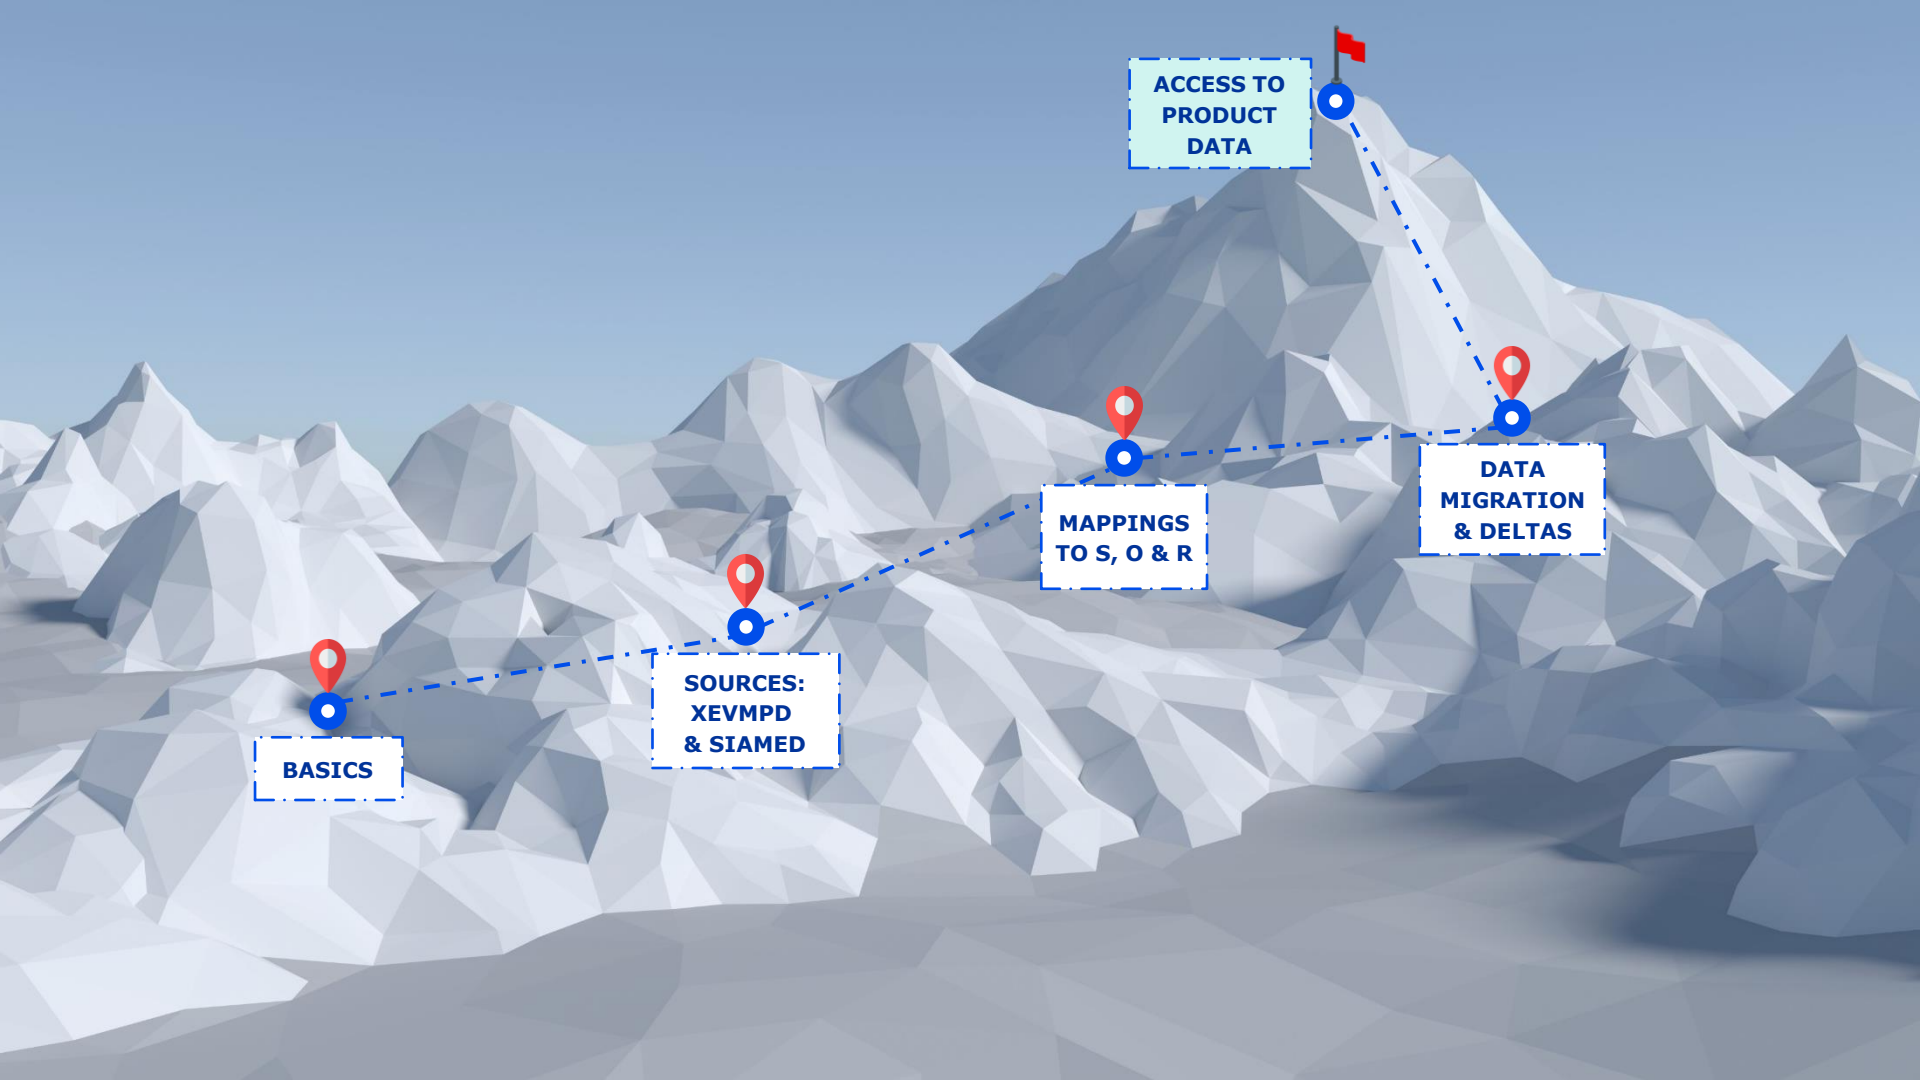 ACCESS TO
PRODUCT
DATA
DATA
MIGRATION
& DELTAS
MAPPINGS
TO S, O & R
SOURCES:
XEVMPD
& SIAMED
BASICS